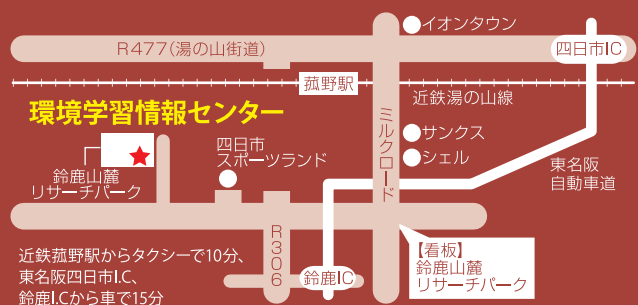 イオンタウン
R477(湯の山街道)
四日市IC
菰野駅
近鉄湯の山線
環境学習情報センター
ミルクロード
サンクス
四日市
スポーツランド
シェル
鈴鹿山麓
リサーチパーク
東名阪
自動車道
R306
【看板】
鈴鹿山麓
リサーチパーク
鈴鹿IC
近鉄菰野駅からタクシーで10分、
東名阪四日市I.C、
鈴鹿I.Cから車で15分